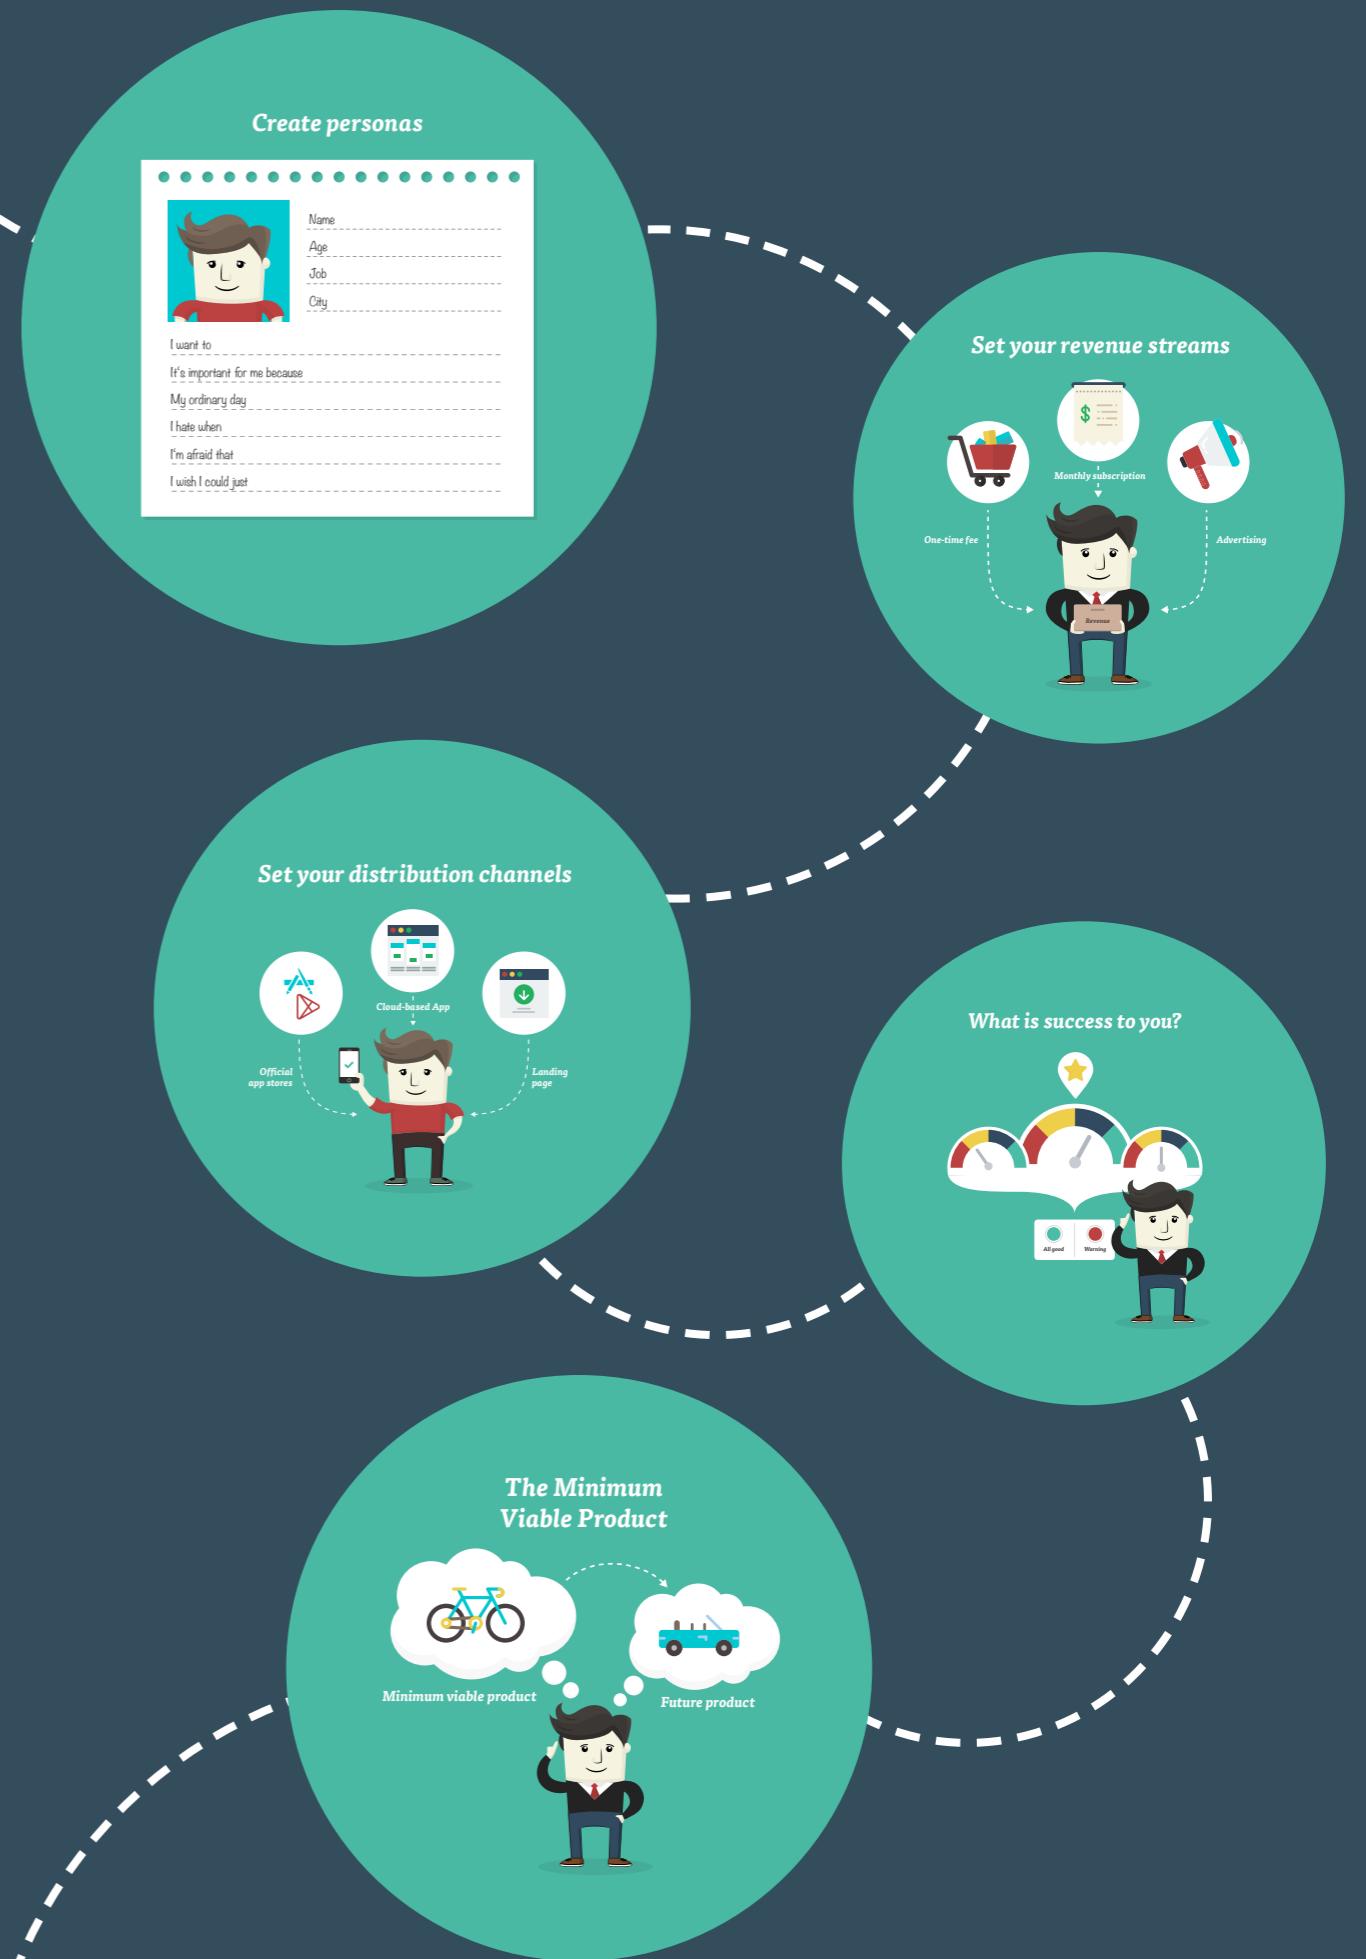 Create personas
Name
Age
Job
City
I want to
It's important for me because
My ordinary day
I hate when
I'm afraid that
I wish I could just
Set your revenue streams
$
Monthly subscription
One-time fee
Advertising
Revenue
Set your distribution channels
Cloud-based App
Official
app stores
Landing
page
What is success to you?
All good
Warning
The Minimum
Viable Product
Minimum viable product
Future product